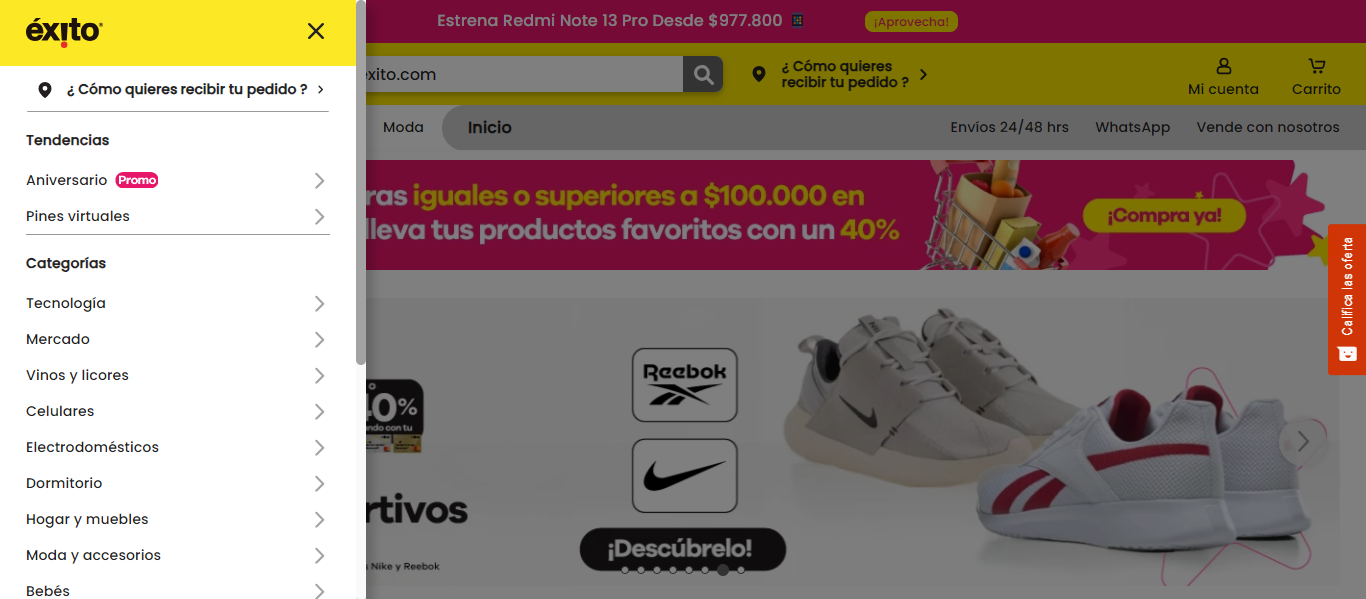 éxito
¿ Cómo quieres recibir tu pedido ?
Tendencias
Aniversario Promo
Pines virtuales
Categorías
Tecnología
Mercado
Vinos y licores
Celulares
Electrodomésticos
Dormitorio
Hogar y muebles
Moda y accesorios
Bebés
Estrena Redmi Note 13 Pro Desde $977.800
¡Aprovecha!
xito.com
¿ Cómo quieres
recibir tu pedido ?
Mi cuenta
Carrito
Moda
Inicio
Envíos 24/48 hrs
WhatsApp
Vende con nosotros
ras iguales o superiores a $100.000 en
lleva tus productos favoritos con un 40%
¡Compra ya!
Califica las oferta
0%
ndo con tu
Reebok
rtivos
¡Descúbrelo!
s Nike y Reebok